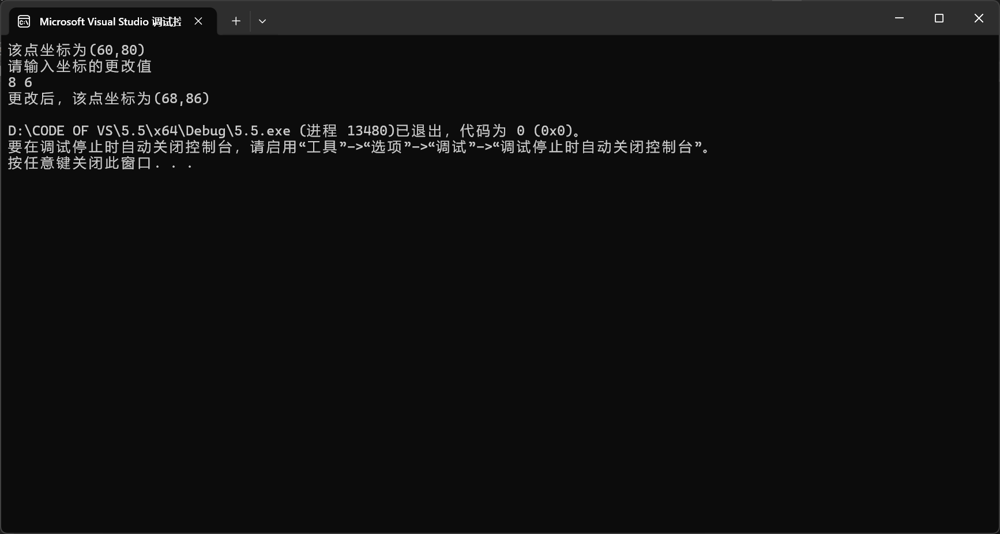 Microsoft Visual Studio 调试控
该点坐标为(60,80)
请输入坐标的更改值
8 6
更改后，该点坐标为(68,86)
D:\CODE OF VS\5.5\x64\Debug\5.5.exe (进程 13480)已退出，代码为 0 (0x0)。
要在调试停止时自动关闭控制台，请启用“工具”->“选项”->“调试”->“调试停止时自动关闭控制台”。
按任意键关闭此窗口. . .